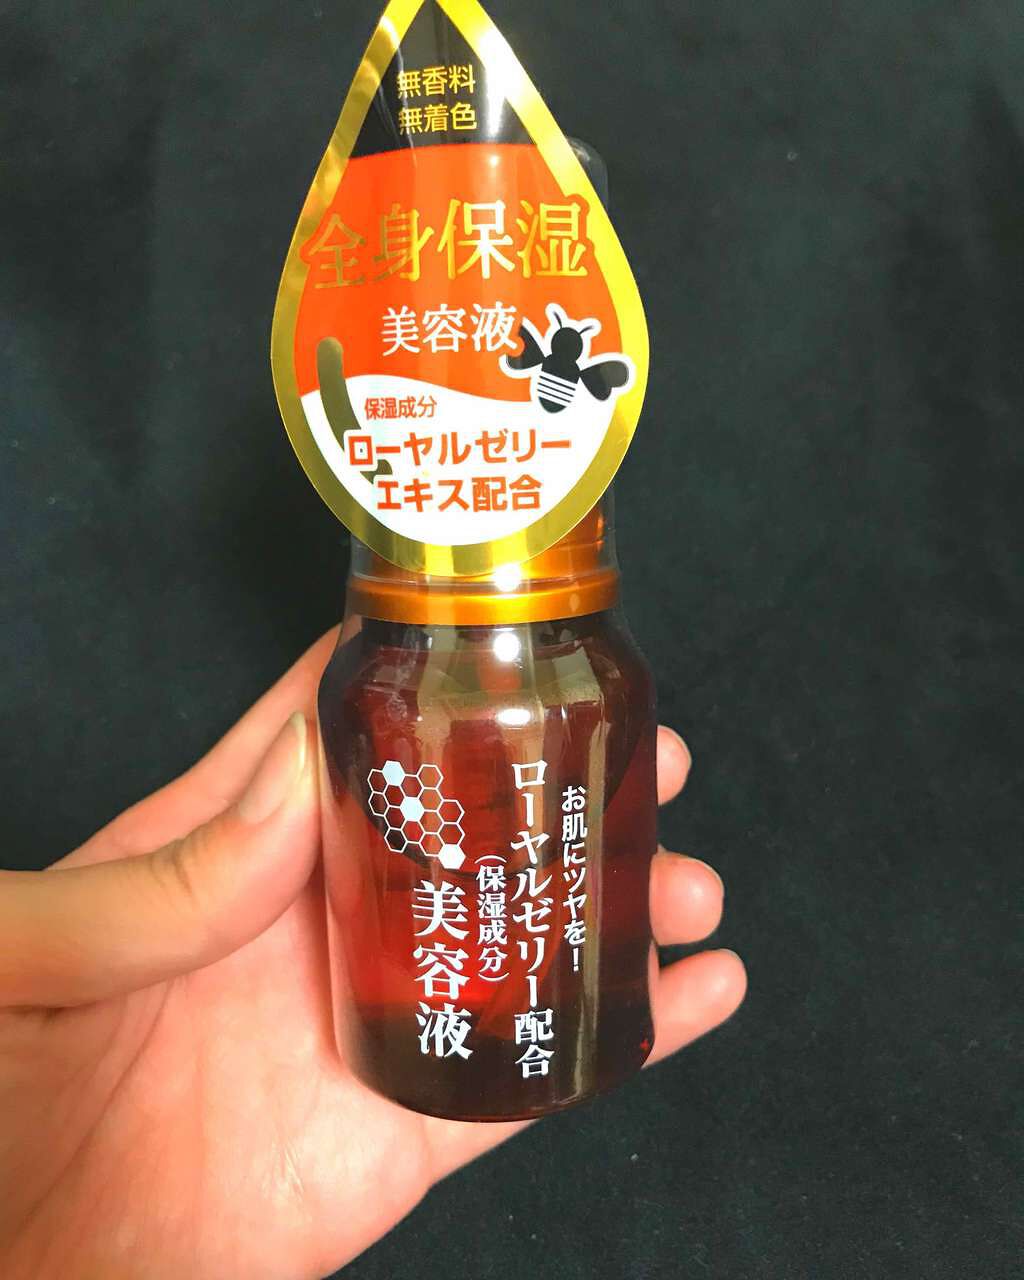 無香料
無着色
全身保湿
美容液
保湿成分
ローヤルゼリー
エキス配合
お肌にツヤを!
ローヤルゼリー配合
(保湿成分)
美容液